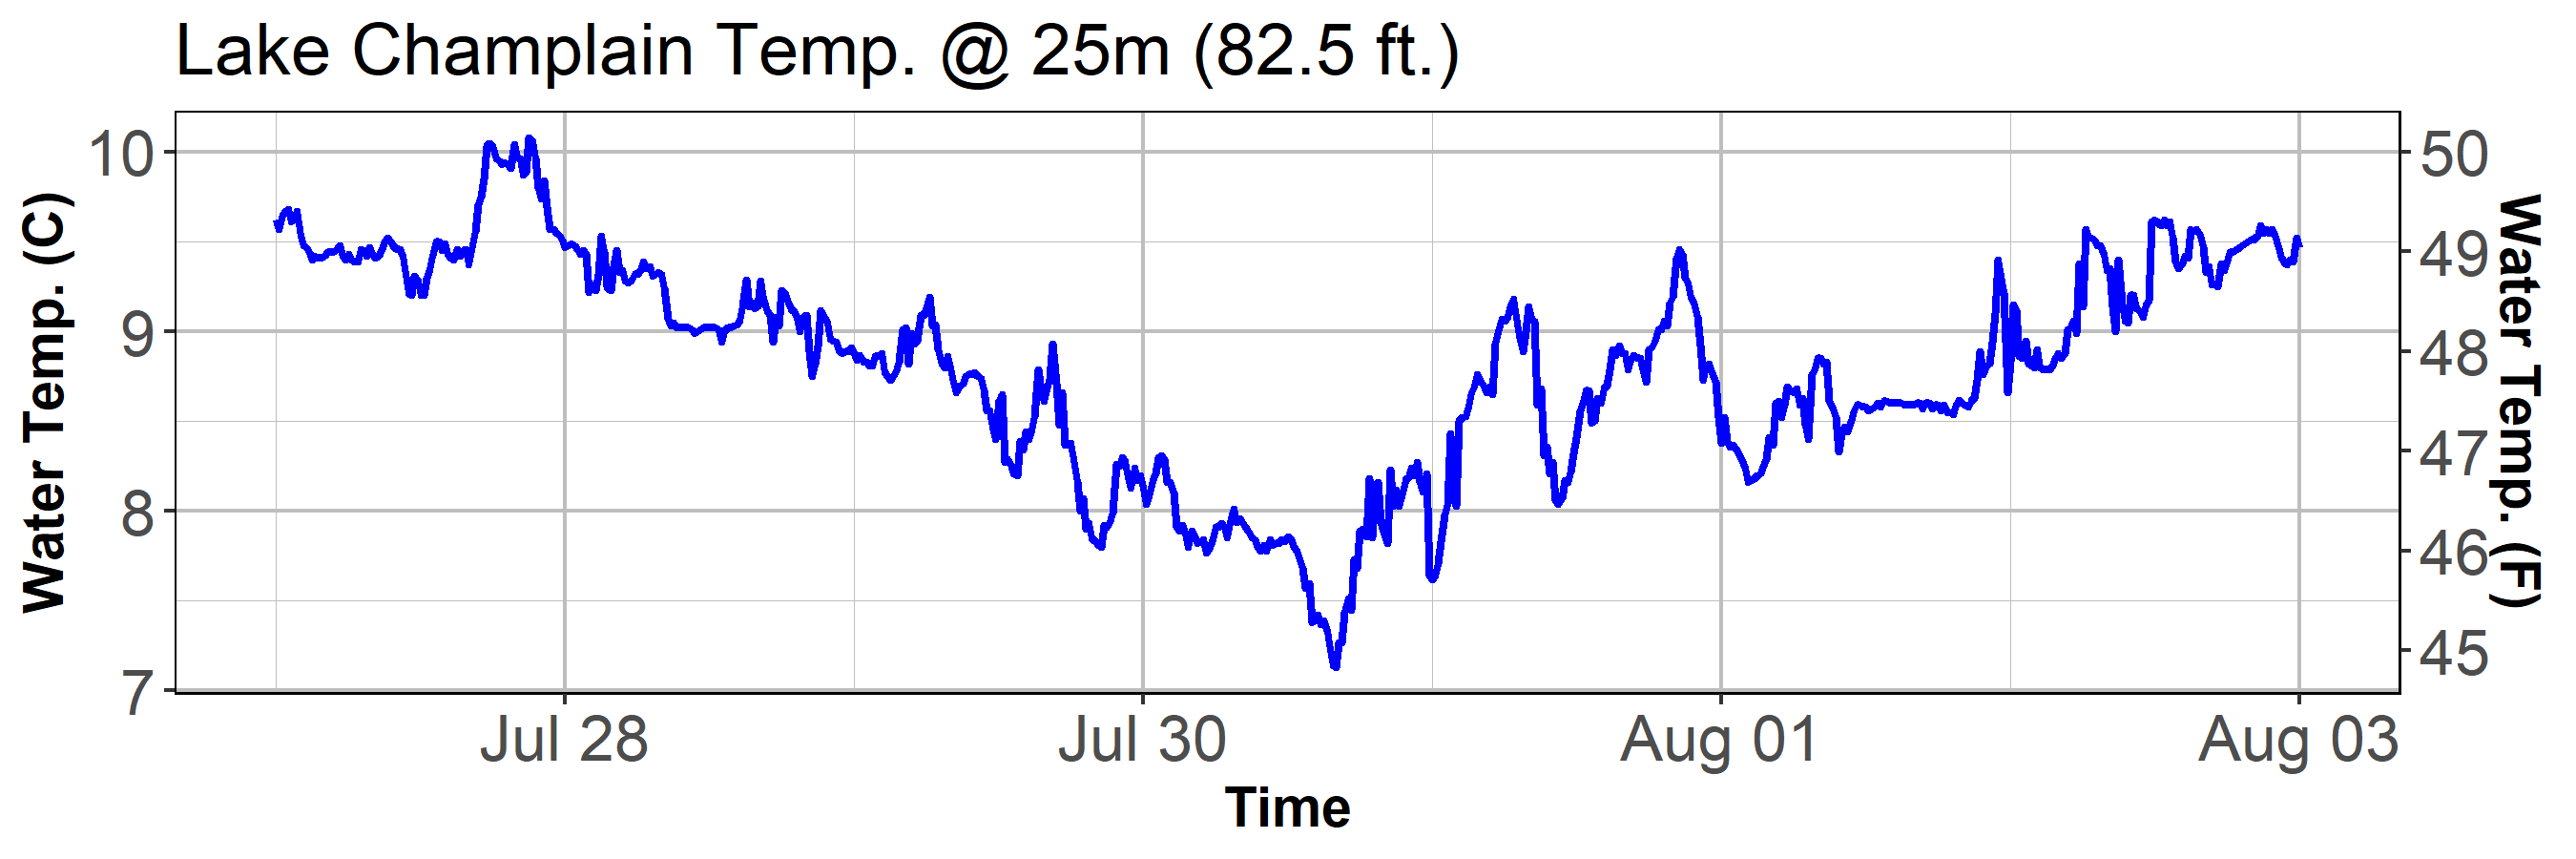 Lake Champlain Temp. @ 25m (82.5 ft.)
Water Temp. (C)
10
9
8
7
50
49
48
47
46
45
Water Temp. (F)
Jul 28
Jul 30
Aug 01
Aug 03
Time